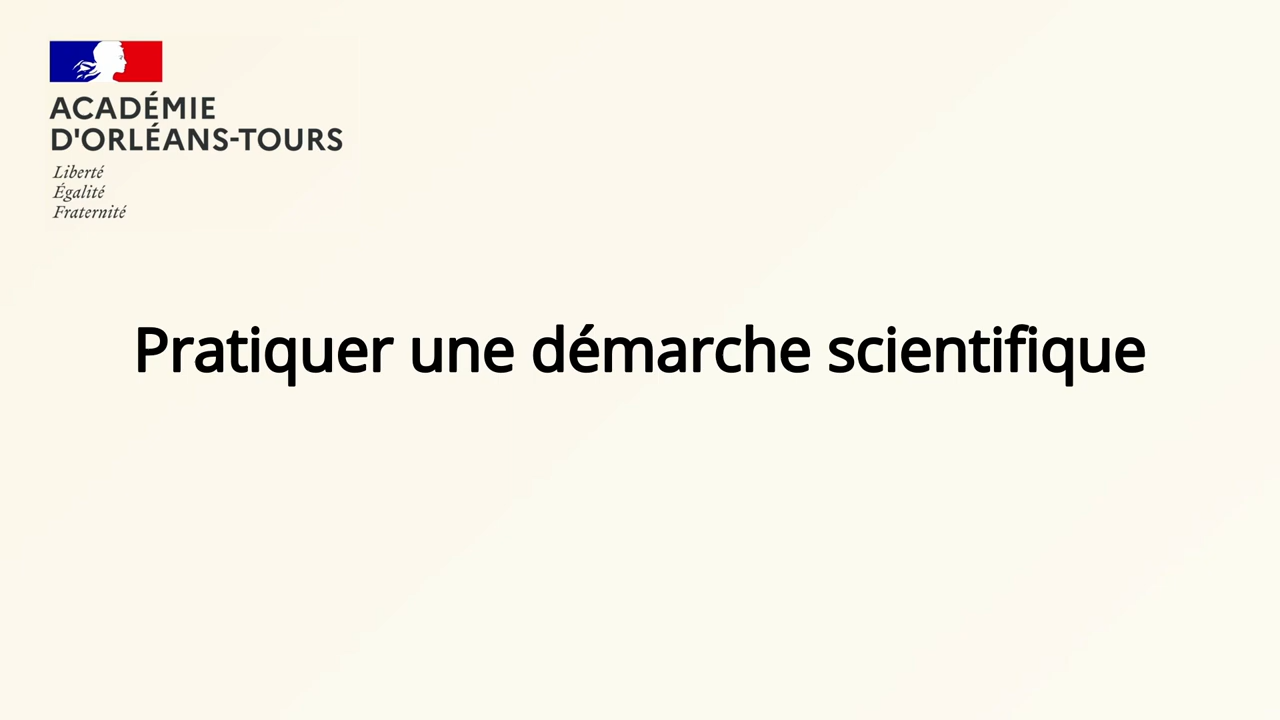 ACADÉMIE
D'ORLÉANS-TOURS
Liberté
Égalité
Fraternité
Pratiquer une démarche scientifique